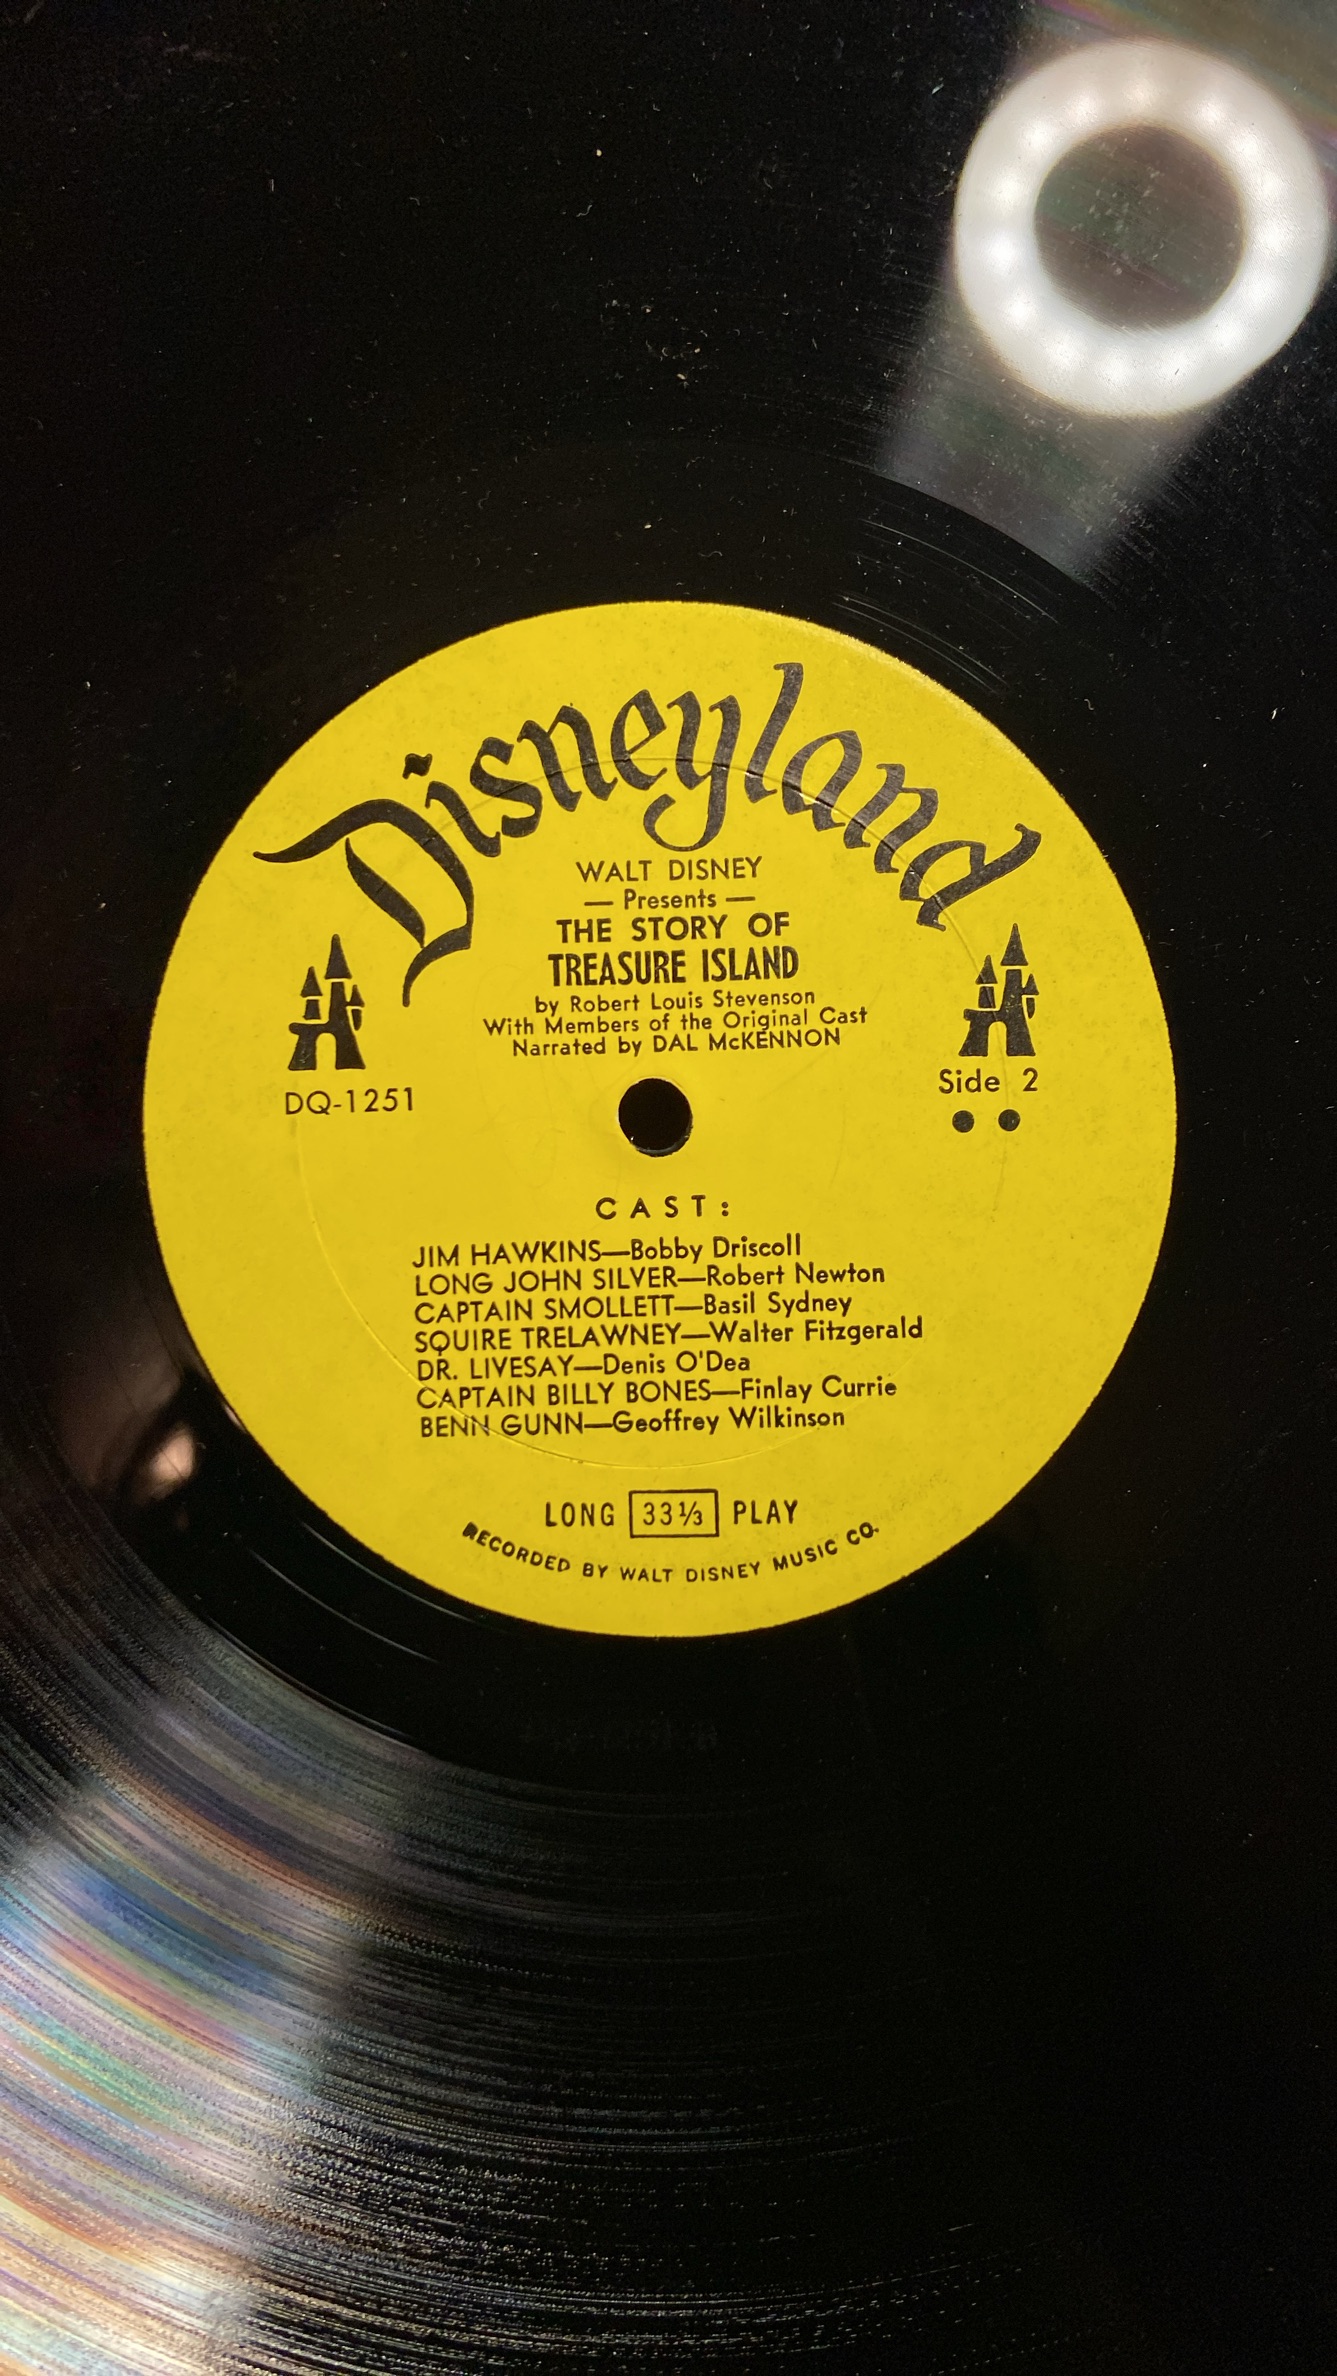 Disneyland
WALT DISNEY
— Presents —
THE STORY OF
TREASURE ISLAND
by Robert Louis Stevenson
With Members of the Original Cast
Narrated by DAL McKENNON
DQ-1251
Side 2
CAST:
JIM HAWKINS—Bobby Driscoll
LONG JOHN SILVER—Robert Newton
CAPTAIN SMOLLETT—Basil Sydney
SQUIRE TRELAWNEY—Walter Fitzgerald
DR. LIVESAY—Denis O'Dea
CAPTAIN BILLY BONES—Finlay Currie
BENN GUNN—Geoffrey Wilkinson
LONG 33⅓ PLAY
RECORDED BY WALT DISNEY MUSIC CO.